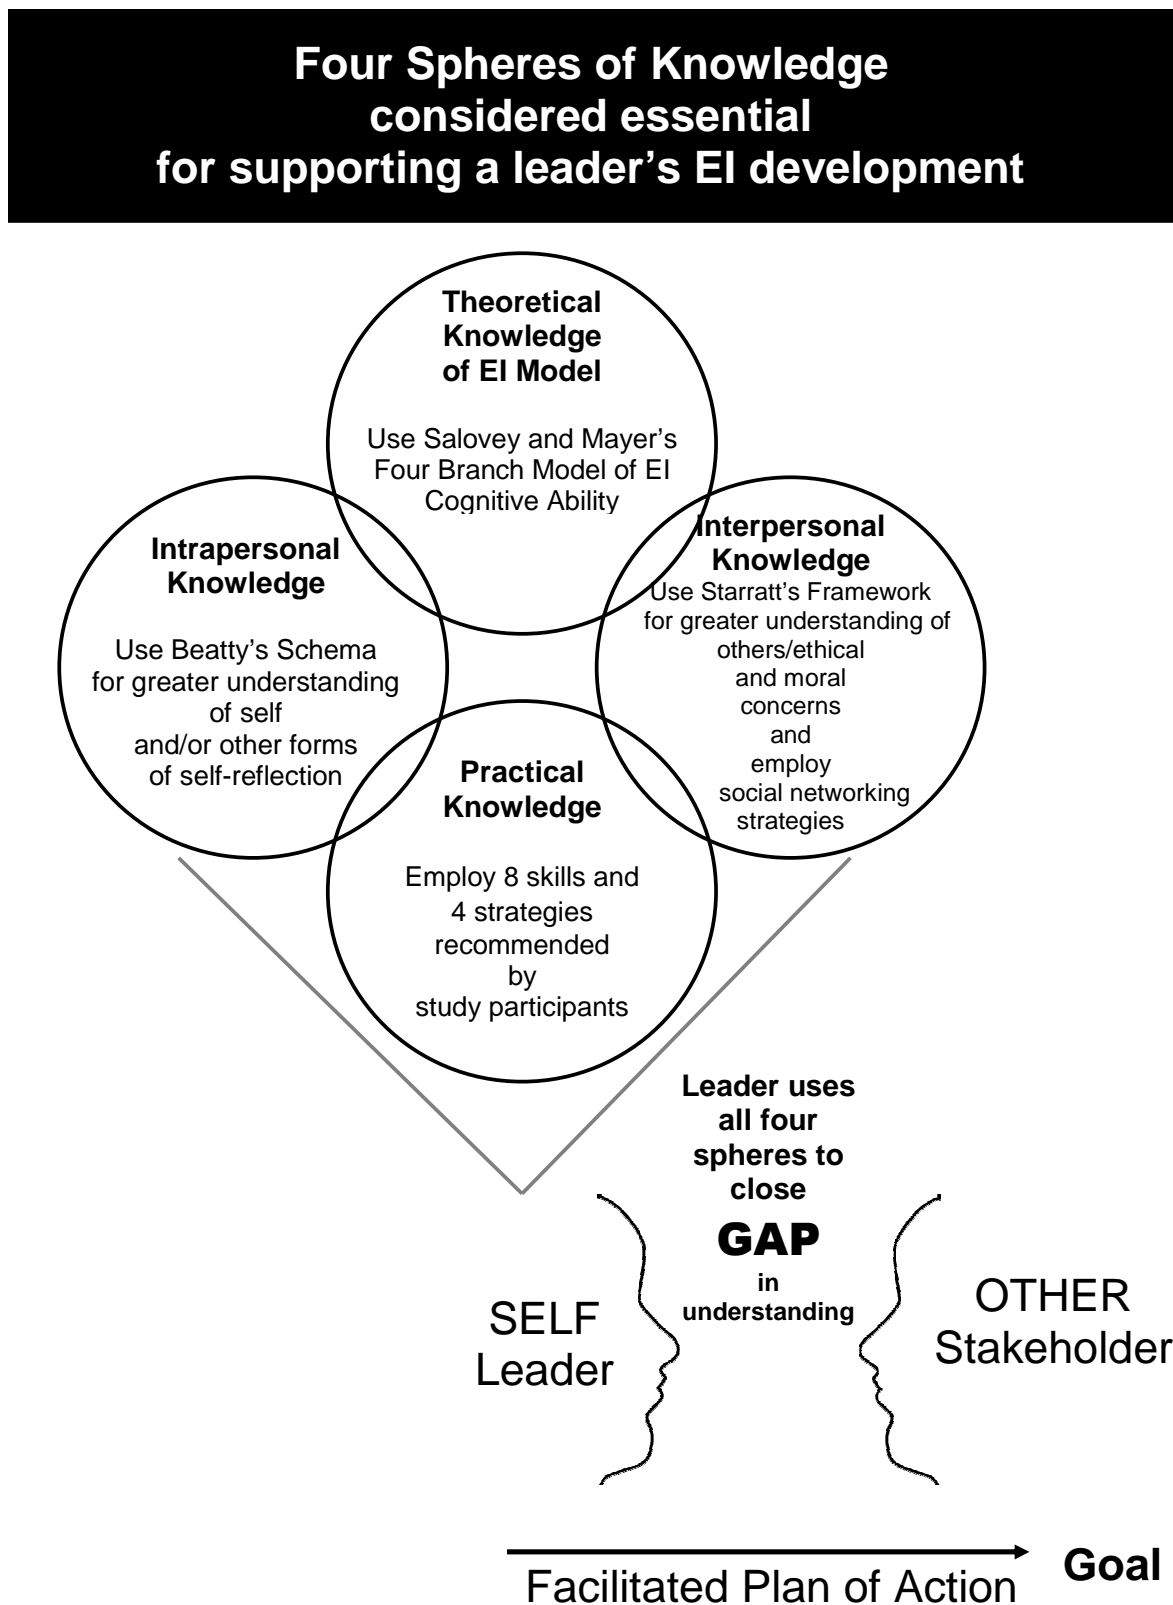 Four Spheres of Knowledge
considered essential
for supporting a leader’s EI development
Theoretical
Knowledge
of EI Model
Use Salovey and Mayer’s
Four Branch Model of EI
Cognitive Ability
Intrapersonal
Knowledge
Use Beatty’s Schema
for greater understanding
of self
and/or other forms
of self-reflection
Interpersonal
Knowledge
Use Starratt’s Framework
for greater understanding of
others/ethical
and moral
concerns
and
employ
social networking
strategies
Practical
Knowledge
Employ 8 skills and
4 strategies
recommended
by
study participants
Leader uses
all four
spheres to
close
GAP
in
understanding
SELF
Leader
OTHER
Stakeholder
Facilitated Plan of Action
Goal